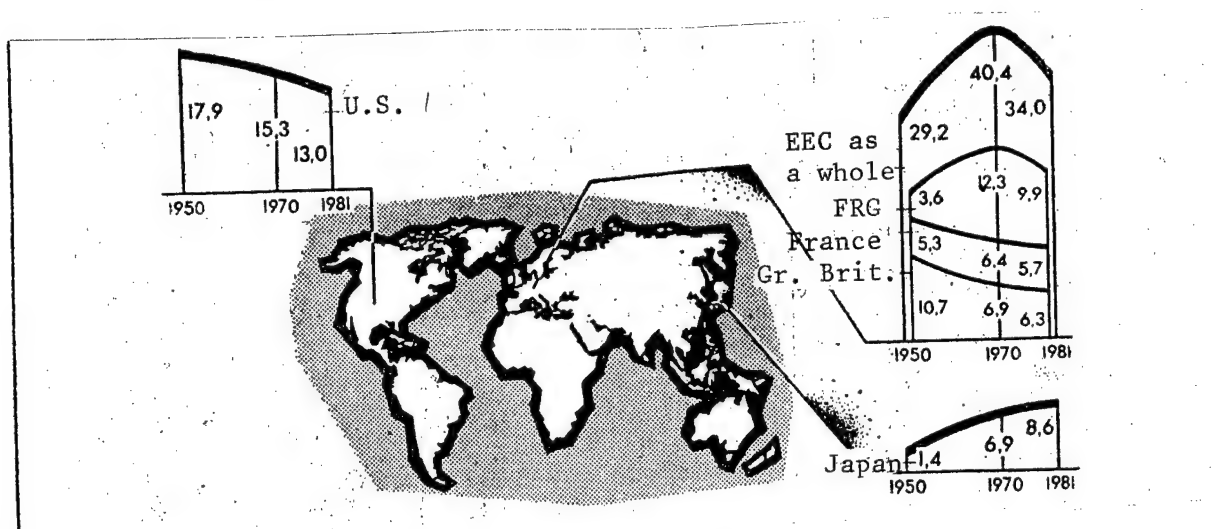 17,9
15,3
13,0
U.S.
1950 1970 1981
40,4
34,0
29,2
EEC as
a whole
12,3
9,9
3,6
FRG
France
5,3
6,4
5,7
Gr. Brit.
10,7
6,9
6,3
1950 1970 1981
8,6
6,9
Japan
1,4
1950 1970 1981